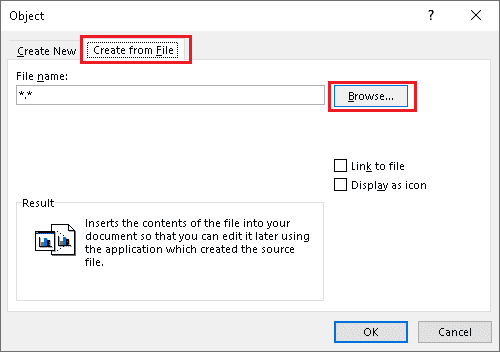 Object
?
Create New
Create from File
File name:
*.*
Browse...
Link to file
Display as icon
Result
Inserts the contents of the file into your
document so that you can edit it later using
the application which created the source
file.
OK
Cancel